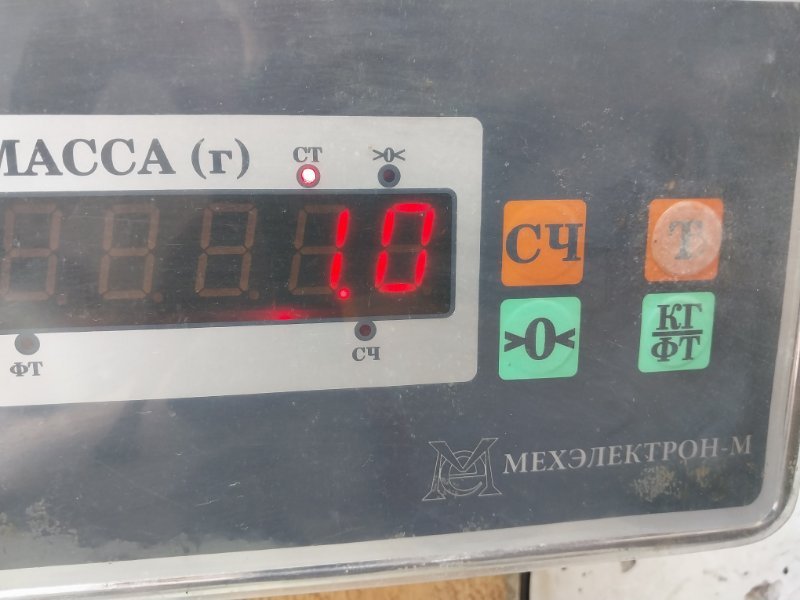 МАССА (г)
СТ
>0<
1.0
ФТ
СЧ
СЧ
Т
>0<
КГ
ФТ
МЕХЭЛЕКТРОН-М